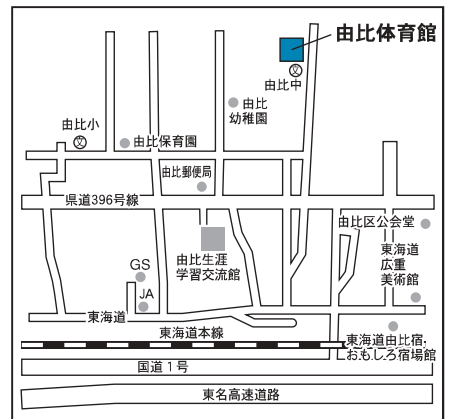 由比体育館
文
由比中
由比
幼稚園
由比小
文
由比保育園
由比郵便局
県道396号線
由比区公会堂
由比生涯
学習交流館
東海道
広重
美術館
GS
JA
東海道
東海道本線
東海道由比宿
おもしろ宿場館
国道1号
東名高速道路